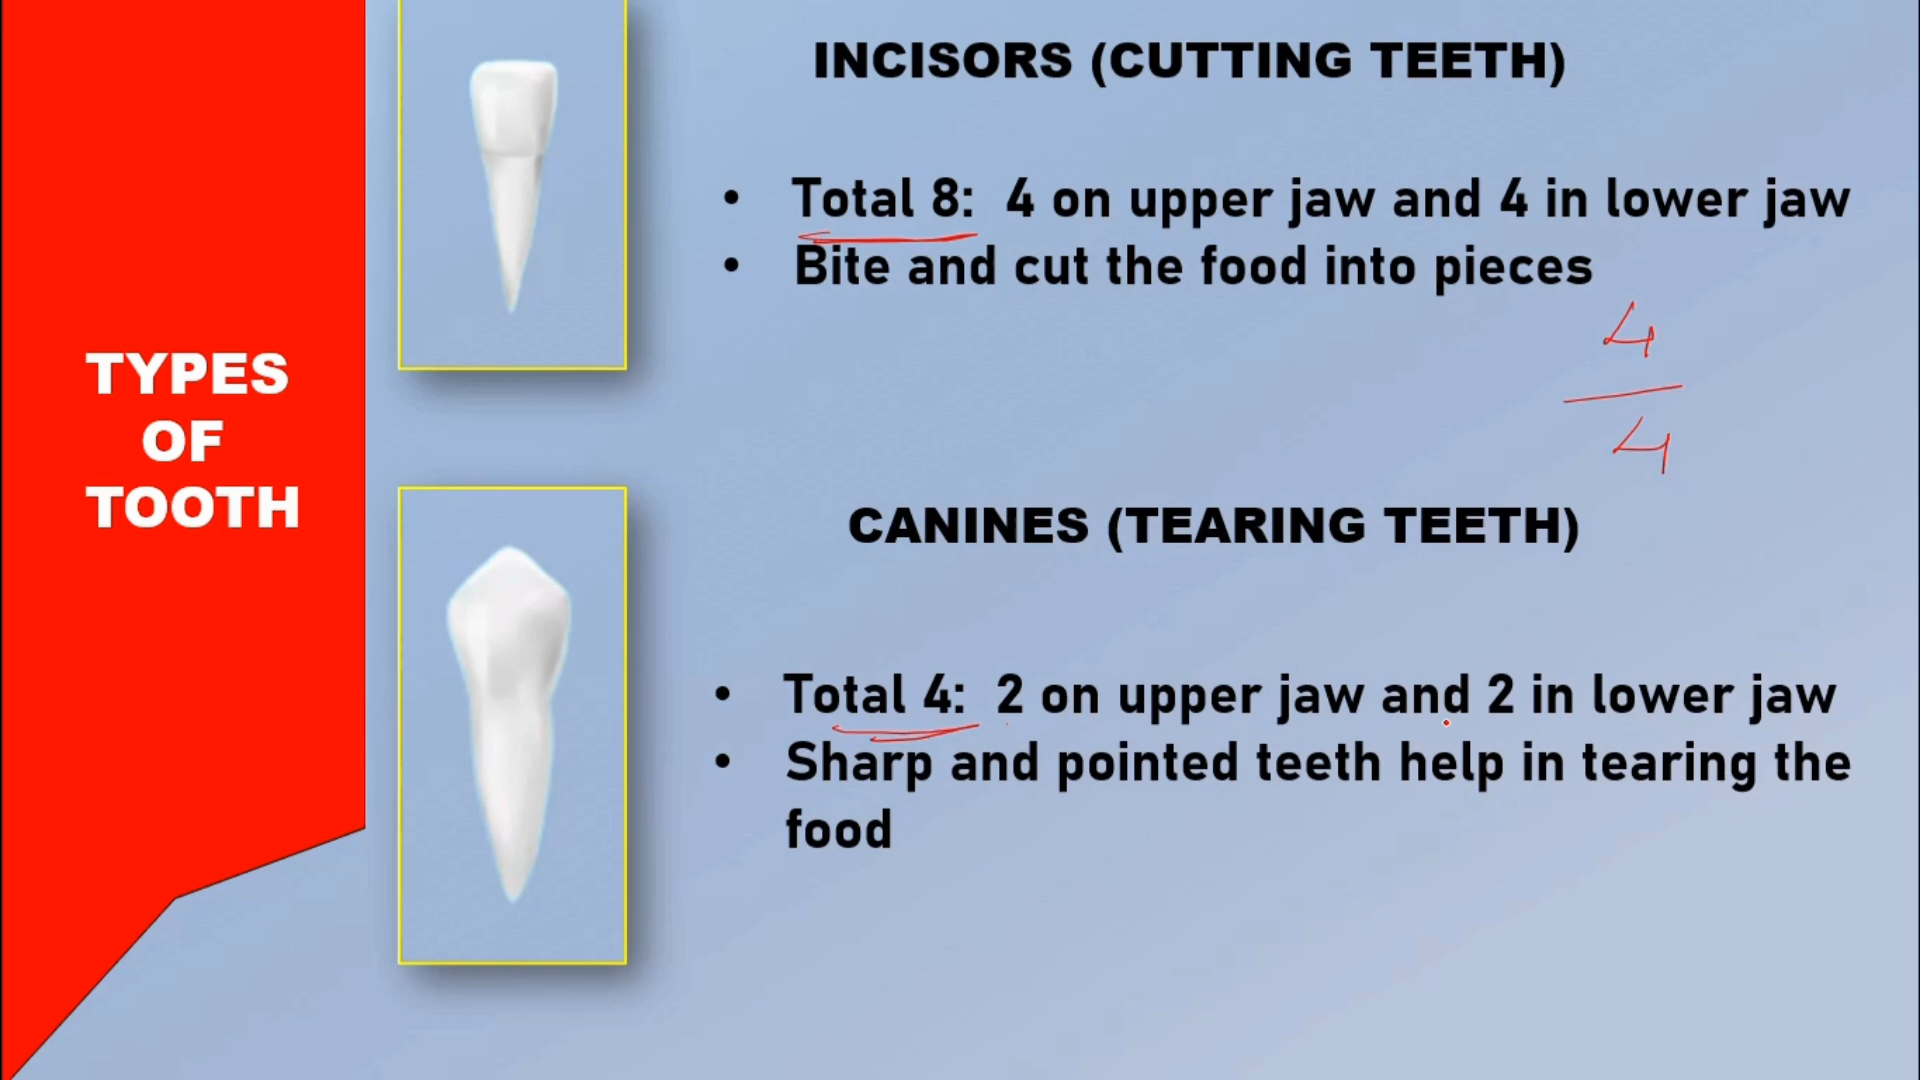 TYPES
OF
TOOTH
INCISORS (CUTTING TEETH)
• Total 8: 4 on upper jaw and 4 in lower jaw
• Bite and cut the food into pieces
4
4
CANINES (TEARING TEETH)
• Total 4: 2 on upper jaw and 2 in lower jaw
• Sharp and pointed teeth help in tearing the
food